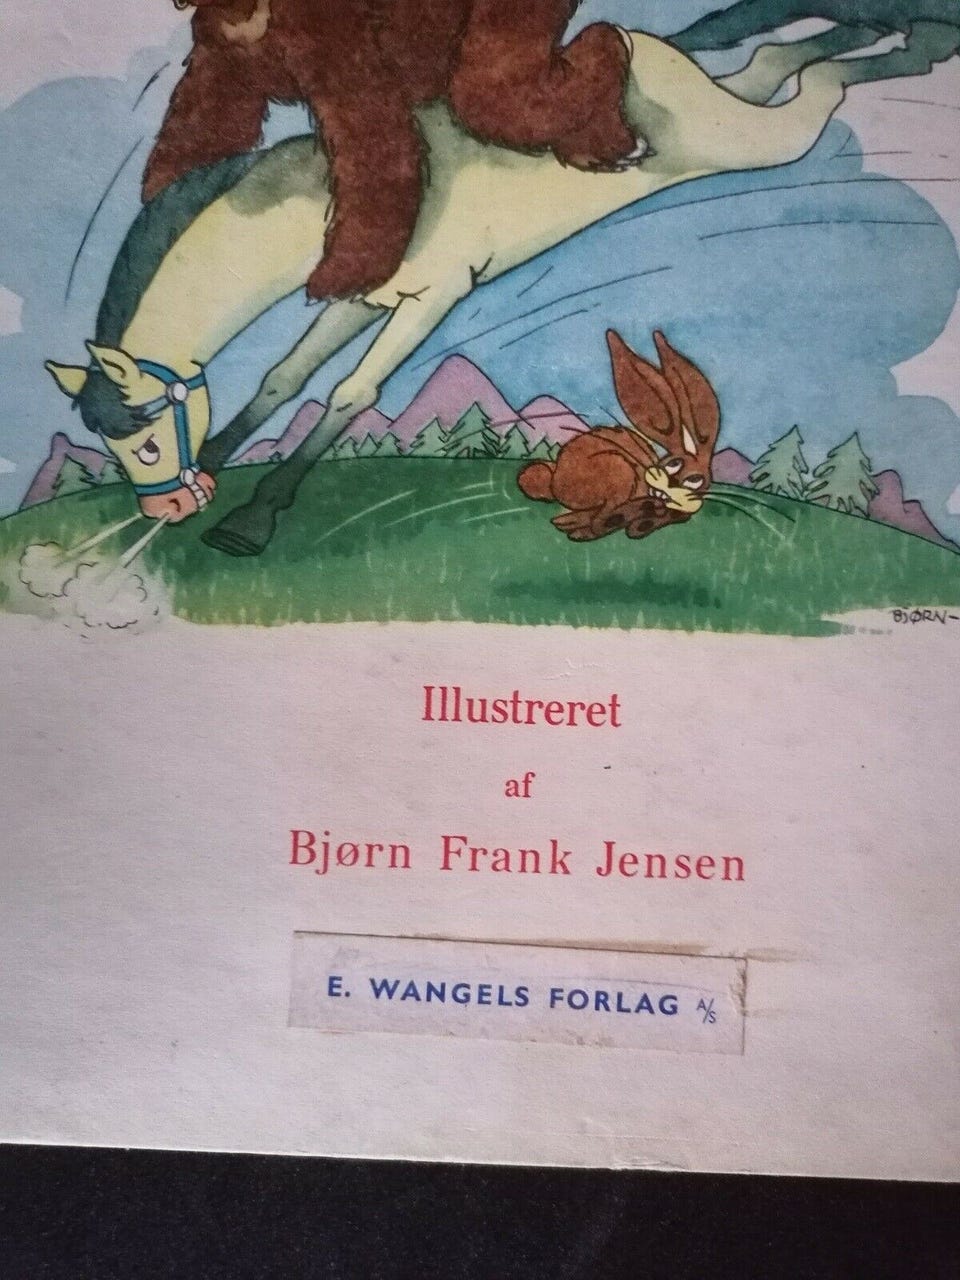 BJØRN-
Illustreret
af
Bjørn Frank Jensen
E. WANGELS FORLAG A/S